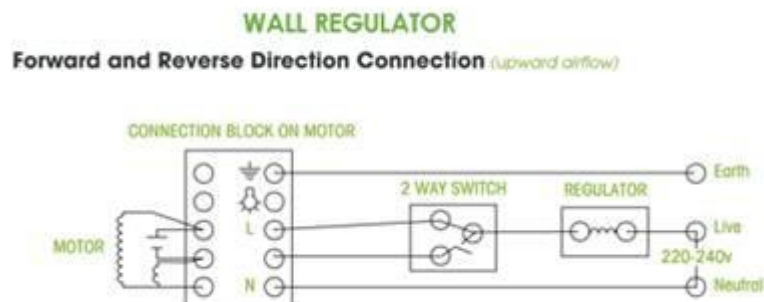 WALL REGULATOR
Forward and Reverse Direction Connection (upward airflow)
CONNECTION BLOCK ON MOTOR
Earth
2 WAY SWITCH
REGULATOR
L
Live
MOTOR
220-240v
N
Neutral